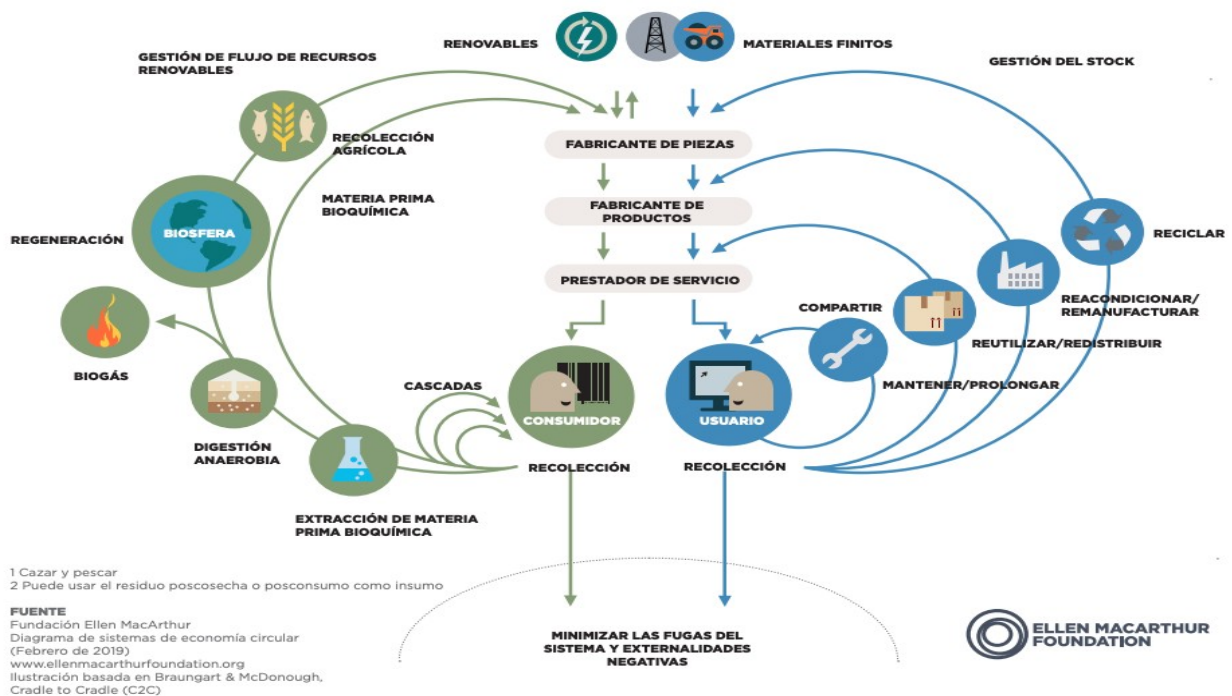 RENOVABLES
MATERIALES FINITOS
GESTIÓN DE FLUJO DE RECURSOS
RENOVABLES
GESTIÓN DEL STOCK
RECOLECCIÓN
AGRÍCOLA
FABRICANTE DE PIEZAS
MATERIA PRIMA
BIOQUÍMICA
FABRICANTE DE
PRODUCTOS
REGENERACIÓN
BIOSFERA
RECICLAR
PRESTADOR DE SERVICIO
REACONDICIONAR/
REMANUFACTURAR
COMPARTIR
REUTILIZAR/REDISTRIBUIR
BIOGÁS
CASCADAS
MANTENER/PROLONGAR
CONSUMIDOR
USUARIO
DIGESTIÓN
ANAEROBIA
RECOLECCIÓN
RECOLECCIÓN
EXTRACCIÓN DE MATERIA
PRIMA BIOQUÍMICA
1 Cazar y pescar
2 Puede usar el residuo poscosecha o posconsumo como insumo
FUENTE
Fundación Ellen MacArthur
Diagrama de sistemas de economía circular
(Febrero de 2019)
www.ellenmacarthurfoundation.org
Ilustración basada en Braungart & McDonough,
Cradle to Cradle (C2C)
MINIMIZAR LAS FUGAS DEL
SISTEMA Y EXTERNALIDADES
NEGATIVAS
ELLEN MACARTHUR
FOUNDATION